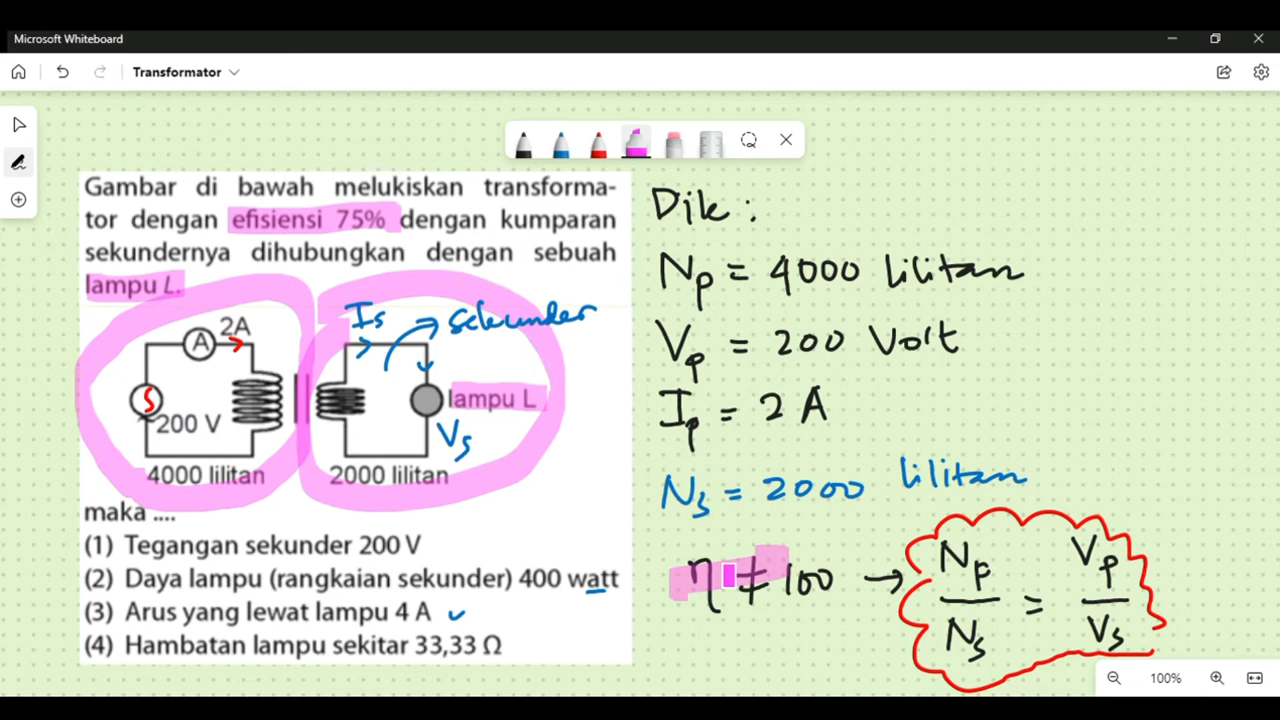 Microsoft Whiteboard
Transformator
Gambar di bawah melukiskan transforma-
tor dengan efisiensi 75% dengan kumparan
sekundernya dihubungkan dengan sebuah
lampu L.
2A
A
200 V
4000 lilitan
Is
sekunder
lampu L
Vs
2000 lilitan
maka ....
(1) Tegangan sekunder 200 V
(2) Daya lampu (rangkaian sekunder) 400 watt
(3) Arus yang lewat lampu 4 A
(4) Hambatan lampu sekitar 33,33 Ω
Dik :
Np = 4000 lilitan
Vp = 200 Volt
Ip = 2 A
Ns = 2000 lilitan
η ≠ 100 → Np/Ns = Vp/Vs
100%